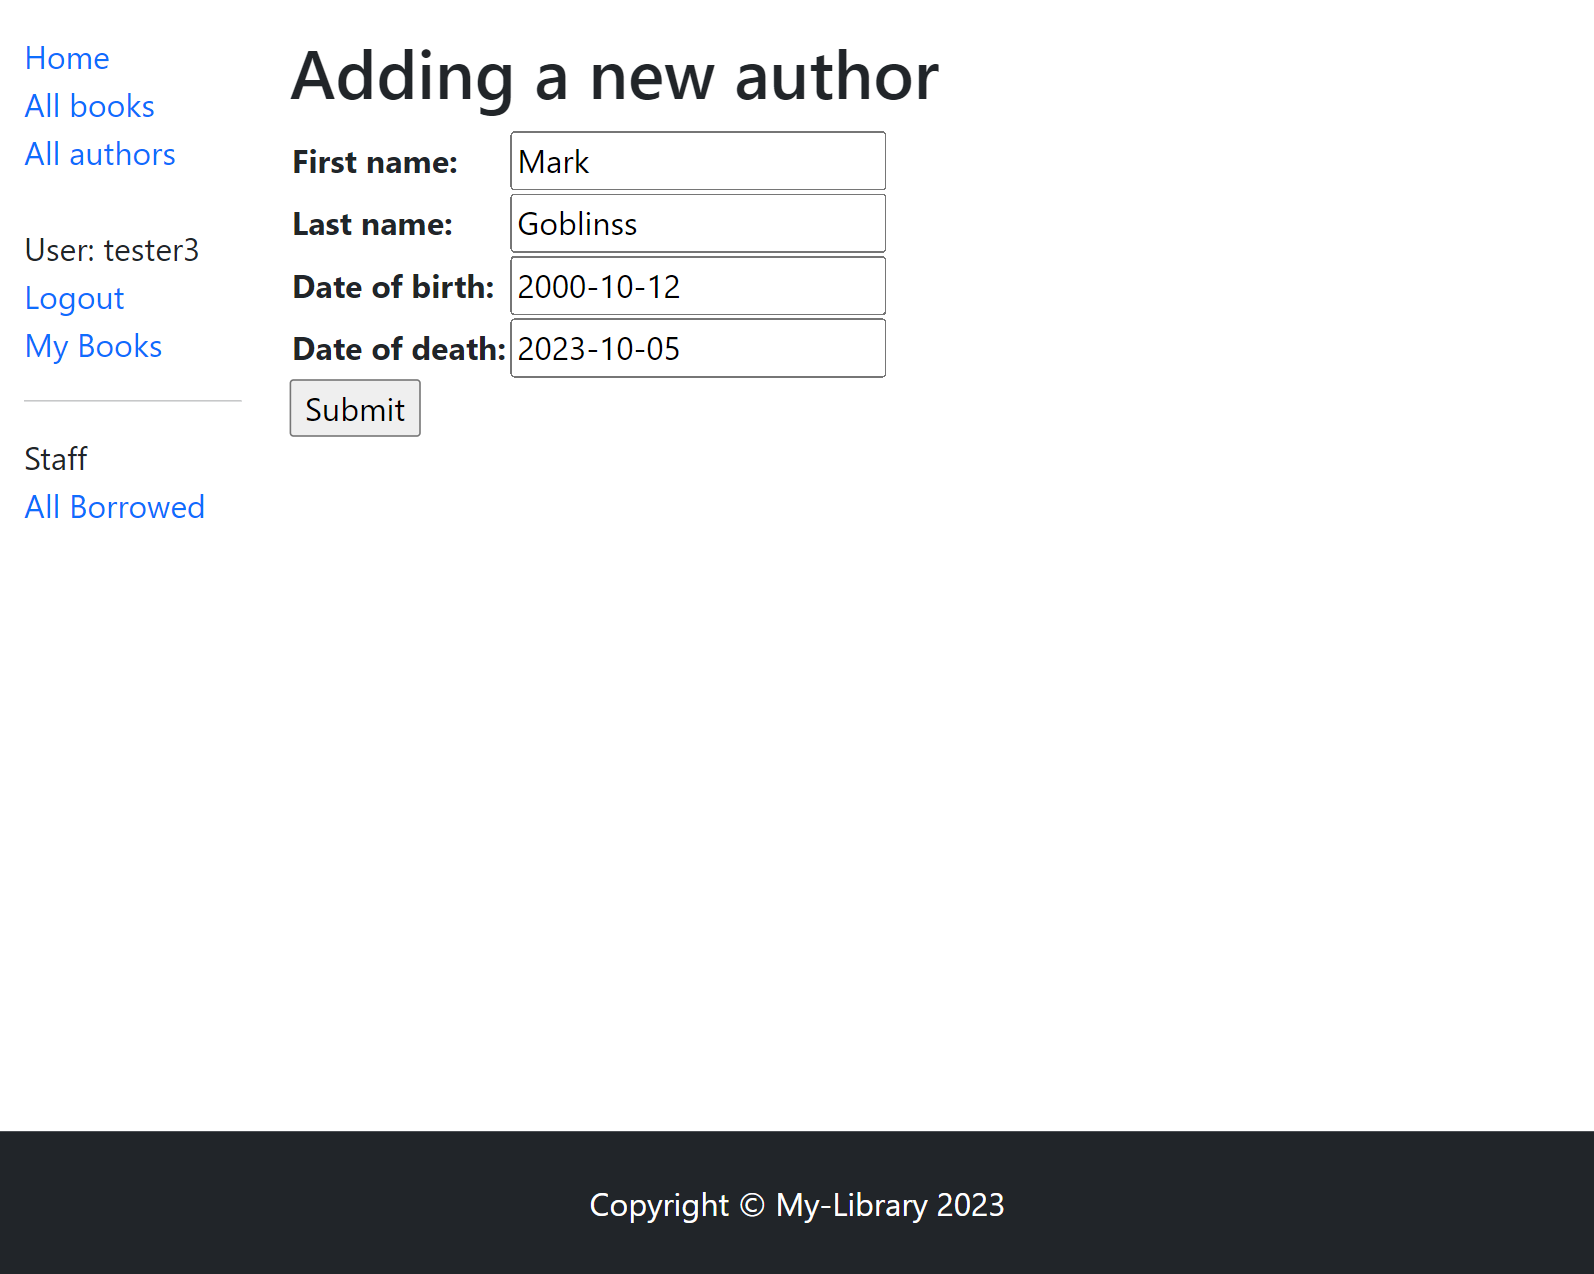 Home
All books
All authors
User: tester3
Logout
My Books
Staff
All Borrowed
Adding a new author
First name: Mark
Last name: Goblinss
Date of birth: 2000-10-12
Date of death: 2023-10-05
Submit
Copyright © My-Library 2023